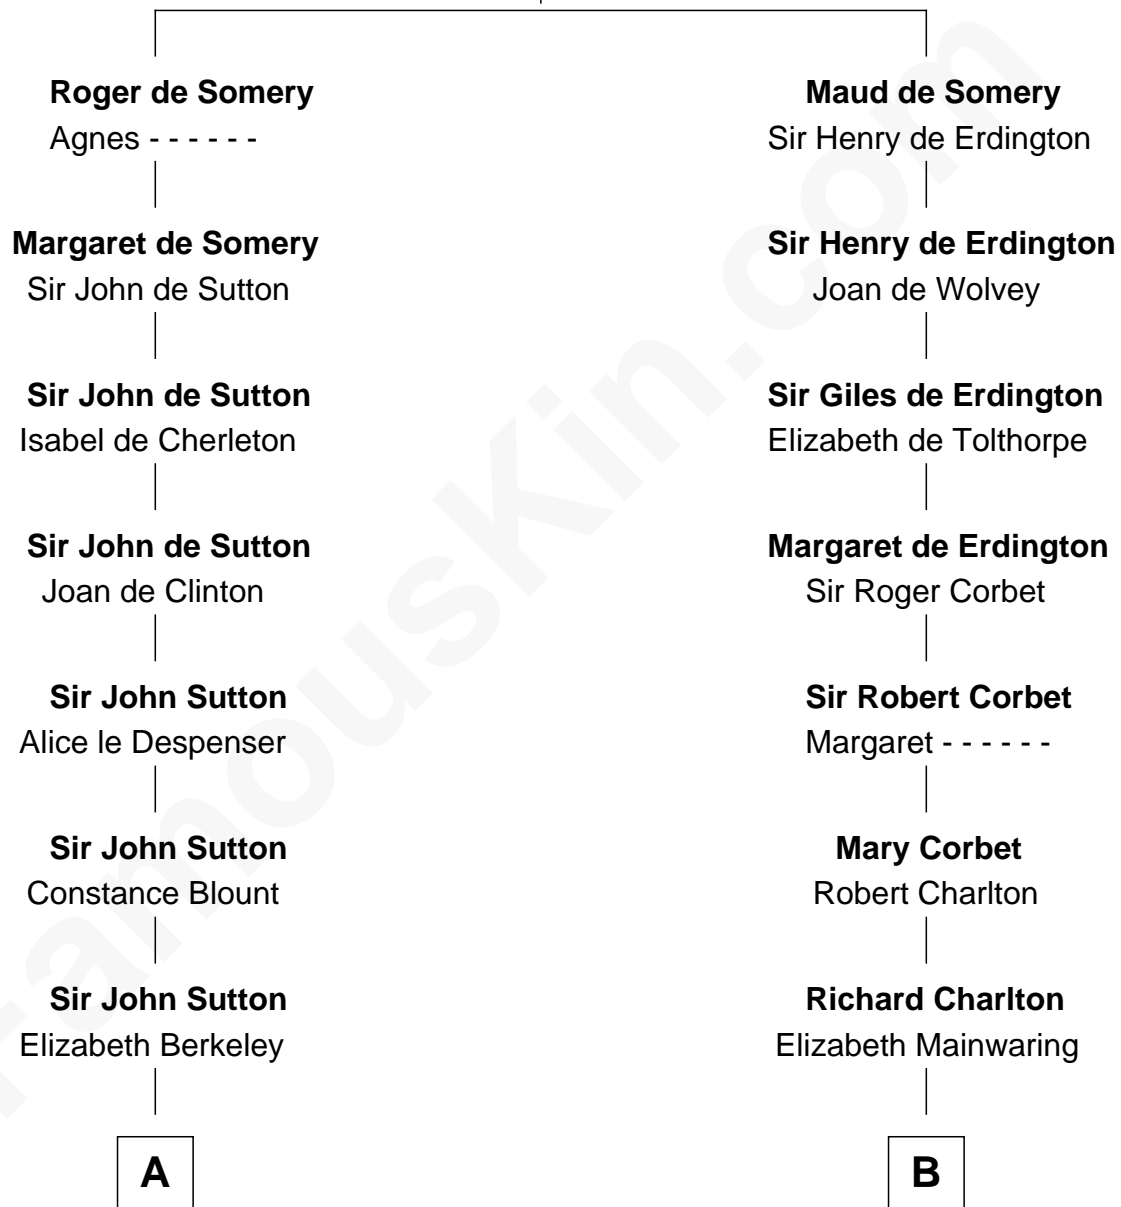 Roger de Somery
Agnes - - - - - -
Margaret de Somery
Sir John de Sutton
Sir John de Sutton
Isabel de Cherleton
Sir John de Sutton
Joan de Clinton
Sir John Sutton
Alice le Despenser
Sir John Sutton
Constance Blount
Sir John Sutton
Elizabeth Berkeley
A
Maud de Somery
Sir Henry de Erdington
Sir Henry de Erdington
Joan de Wolvey
Sir Giles de Erdington
Elizabeth de Tolthorpe
Margaret de Erdington
Sir Roger Corbet
Sir Robert Corbet
Margaret - - - - - -
Mary Corbet
Robert Charlton
Richard Charlton
Elizabeth Mainwaring
B
FamousKin.com